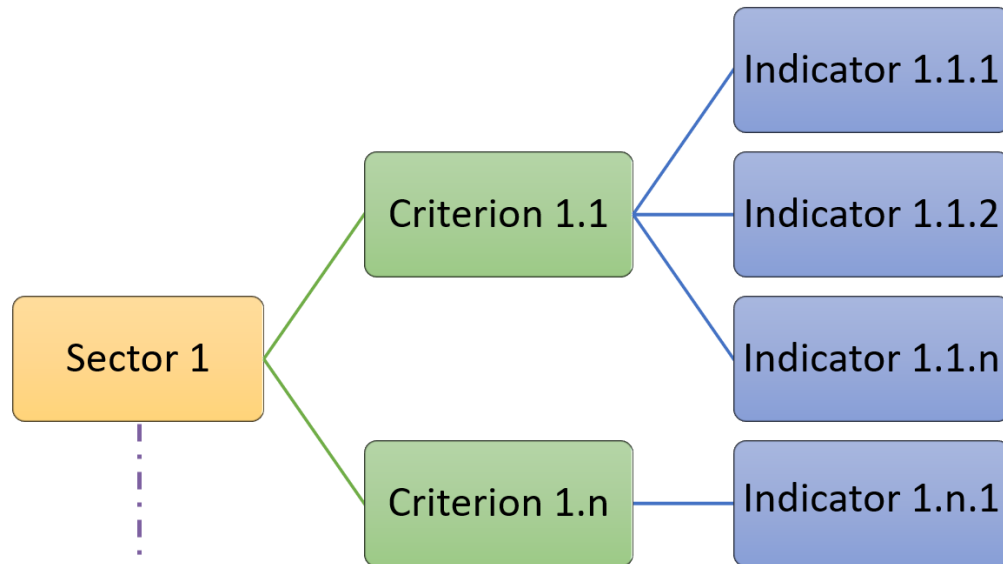 Sector 1
Criterion 1.1
Indicator 1.1.1
Indicator 1.1.2
Indicator 1.1.n
Criterion 1.n
Indicator 1.n.1